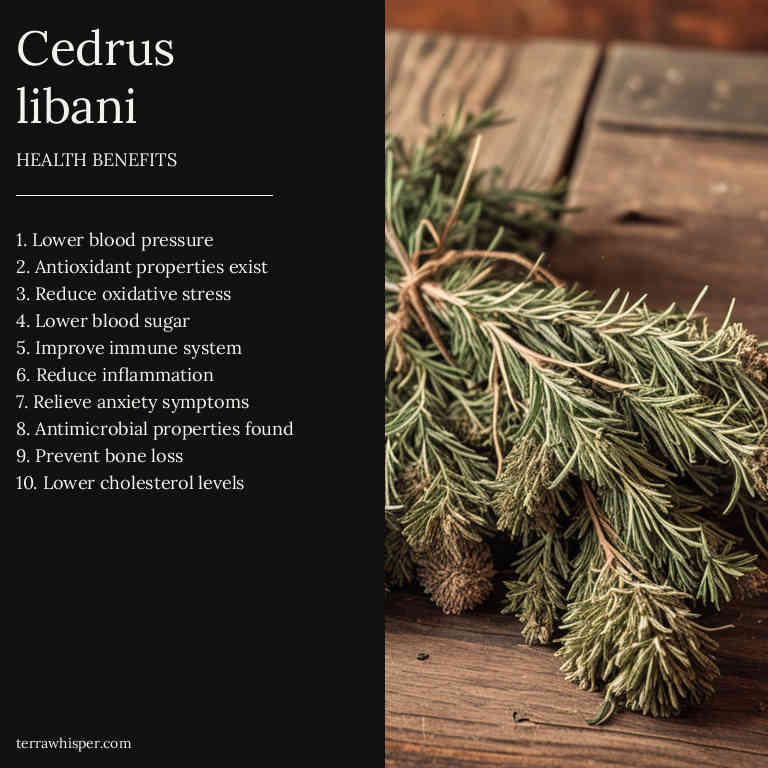 Cedrus
libani
HEALTH BENEFITS
1. Lower blood pressure
2. Antioxidant properties exist
3. Reduce oxidative stress
4. Lower blood sugar
5. Improve immune system
6. Reduce inflammation
7. Relieve anxiety symptoms
8. Antimicrobial properties found
9. Prevent bone loss
10. Lower cholesterol levels
terrawhisper.com